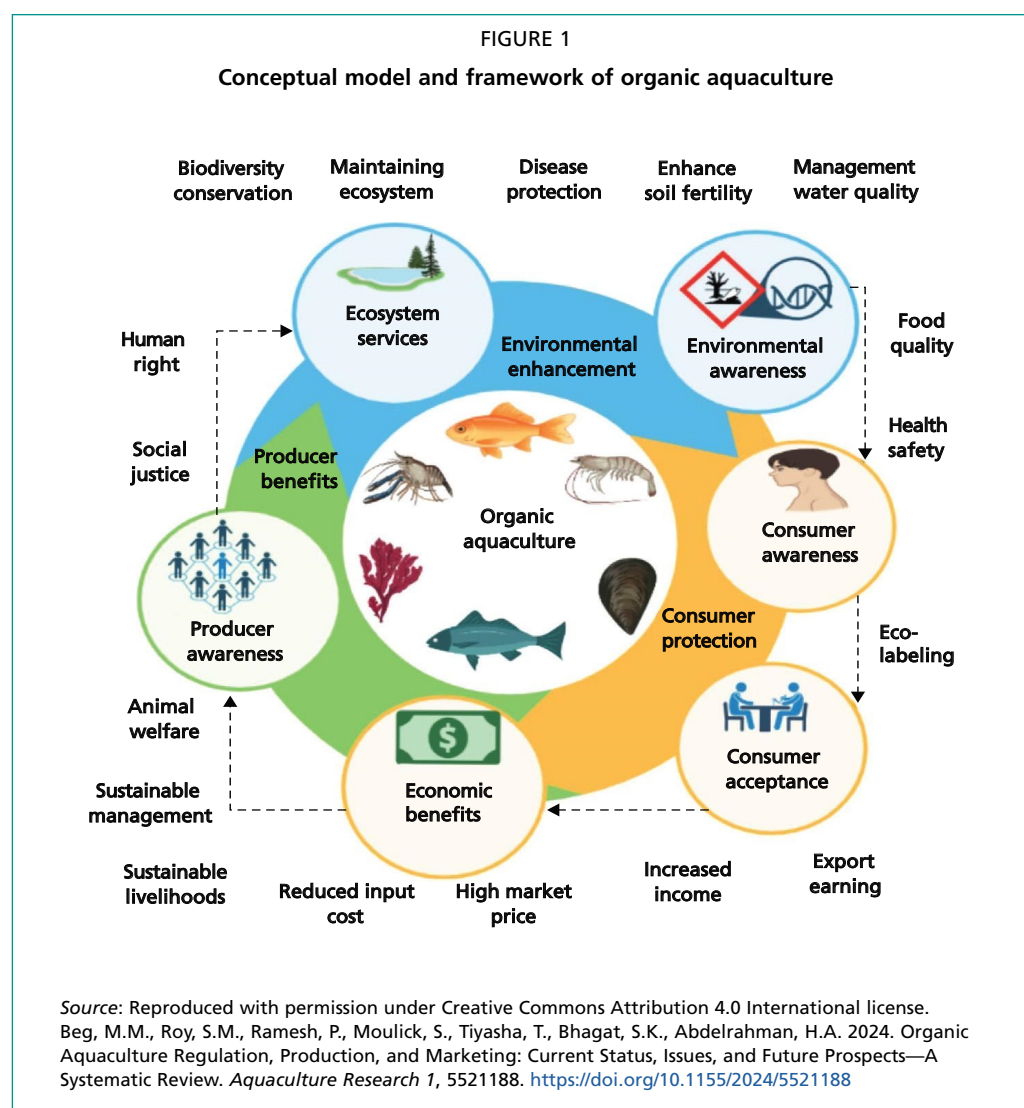 FIGURE 1
Conceptual model and framework of organic aquaculture
Biodiversity
conservation
Maintaining
ecosystem
Disease
protection
Enhance
soil fertility
Management
water quality
Ecosystem
services
Environmental
enhancement
Environmental
awareness
Food
quality
Human
right
Health
safety
Social
justice
Producer
benefits
Organic
aquaculture
Consumer
awareness
Producer
awareness
Consumer
protection
Eco-
labeling
Animal
welfare
Consumer
acceptance
Sustainable
management
Economic
benefits
Sustainable
livelihoods
Reduced input
cost
High market
price
Increased
income
Export
earning
$
Source: Reproduced with permission under Creative Commons Attribution 4.0 International license.
Beg, M.M., Roy, S.M., Ramesh, P., Moulick, S., Tiyasha, T., Bhagat, S.K., Abdelrahman, H.A. 2024. Organic
Aquaculture Regulation, Production, and Marketing: Current Status, Issues, and Future Prospects—A
Systematic Review. Aquaculture Research 1, 5521188. https://doi.org/10.1155/2024/5521188